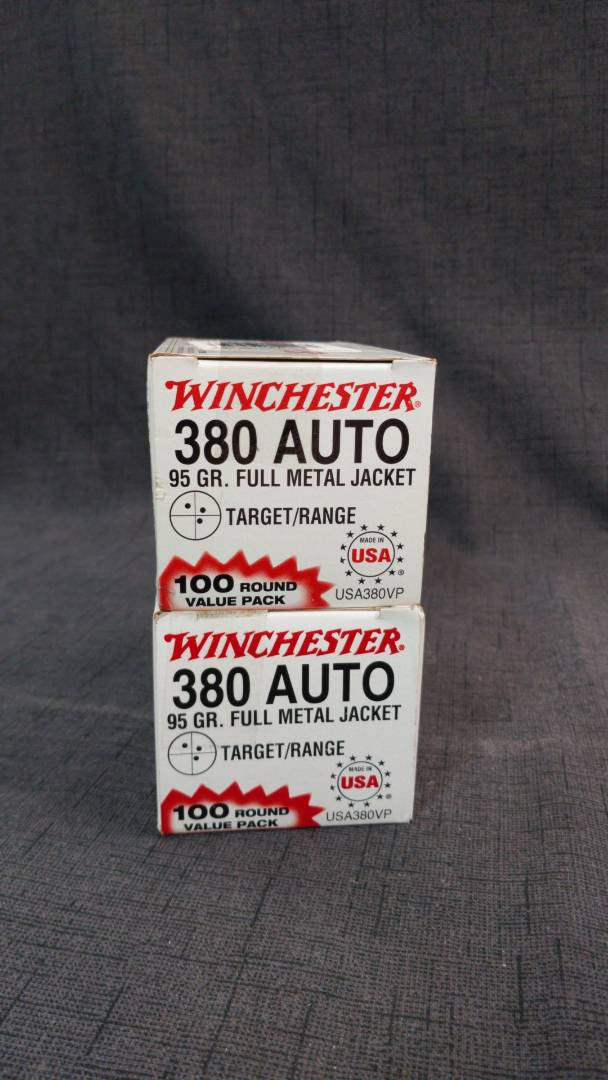 WINCHESTER®
380 AUTO
95 GR. FULL METAL JACKET
TARGET/RANGE
MADE IN
USA
®
100 ROUND
VALUE PACK
USA380VP
WINCHESTER®
380 AUTO
95 GR. FULL METAL JACKET
TARGET/RANGE
MADE IN
USA
®
100 ROUND
VALUE PACK
USA380VP